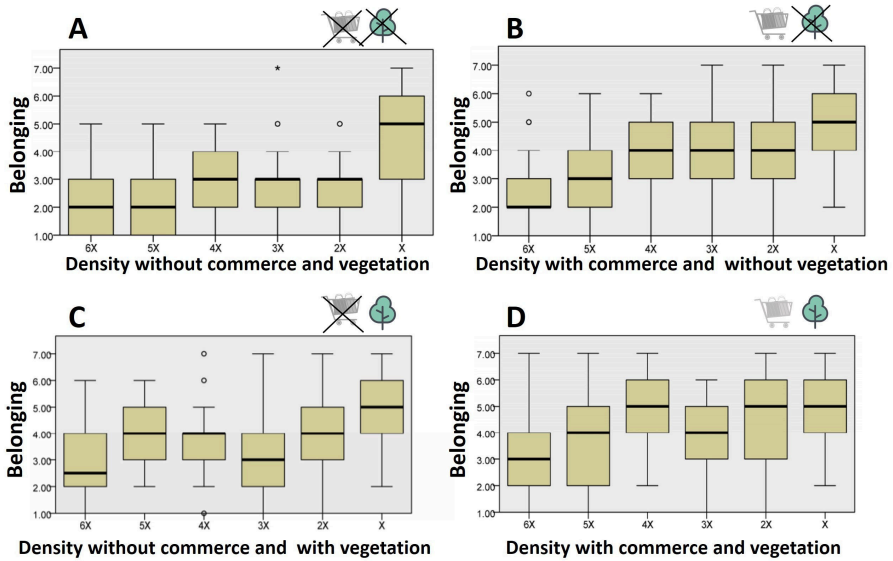 A
Belonging
7.00
6.00
5.00
4.00
3.00
2.00
1.00
6X 5X 4X 3X 2X X
Density without commerce and vegetation
B
Belonging
7.00
6.00
5.00
4.00
3.00
2.00
1.00
6X 5X 4X 3X 2X X
Density with commerce and without vegetation
C
Belonging
7.00
6.00
5.00
4.00
3.00
2.00
1.00
6X 5X 4X 3X 2X X
Density without commerce and with vegetation
D
Belonging
7.00
6.00
5.00
4.00
3.00
2.00
1.00
6X 5X 4X 3X 2X X
Density with commerce and vegetation